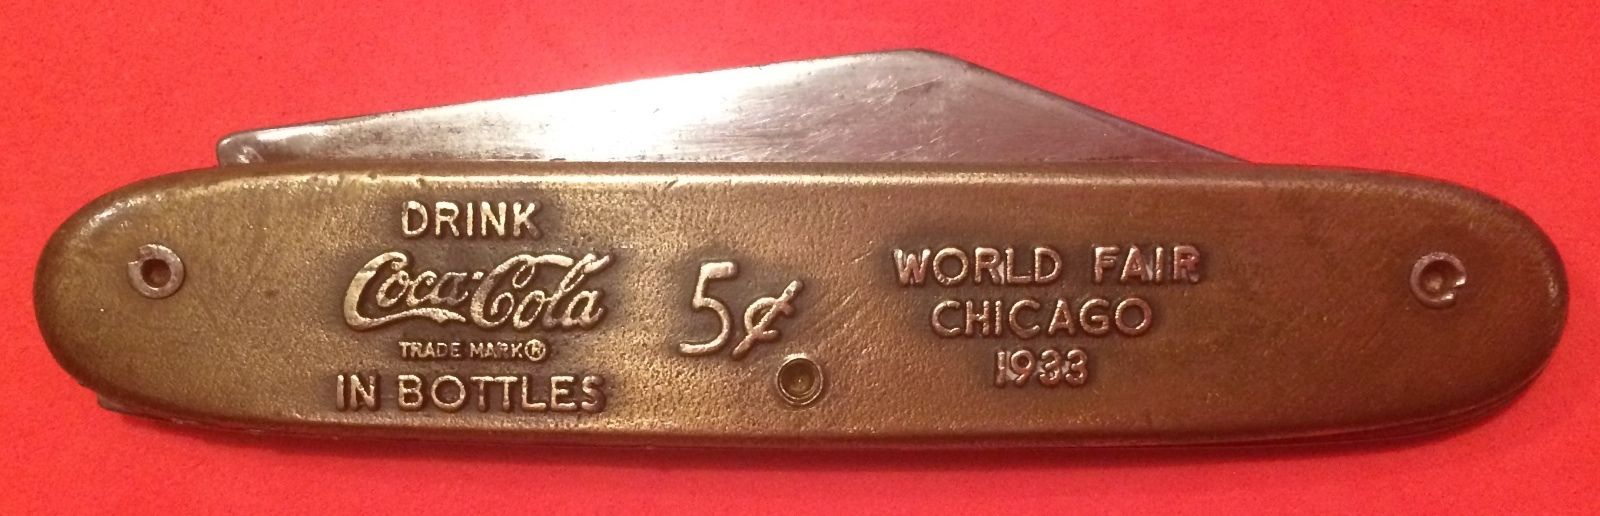 DRINK
Coca-Cola
TRADE MARK ®
IN BOTTLES
5¢
WORLD FAIR
CHICAGO
1933